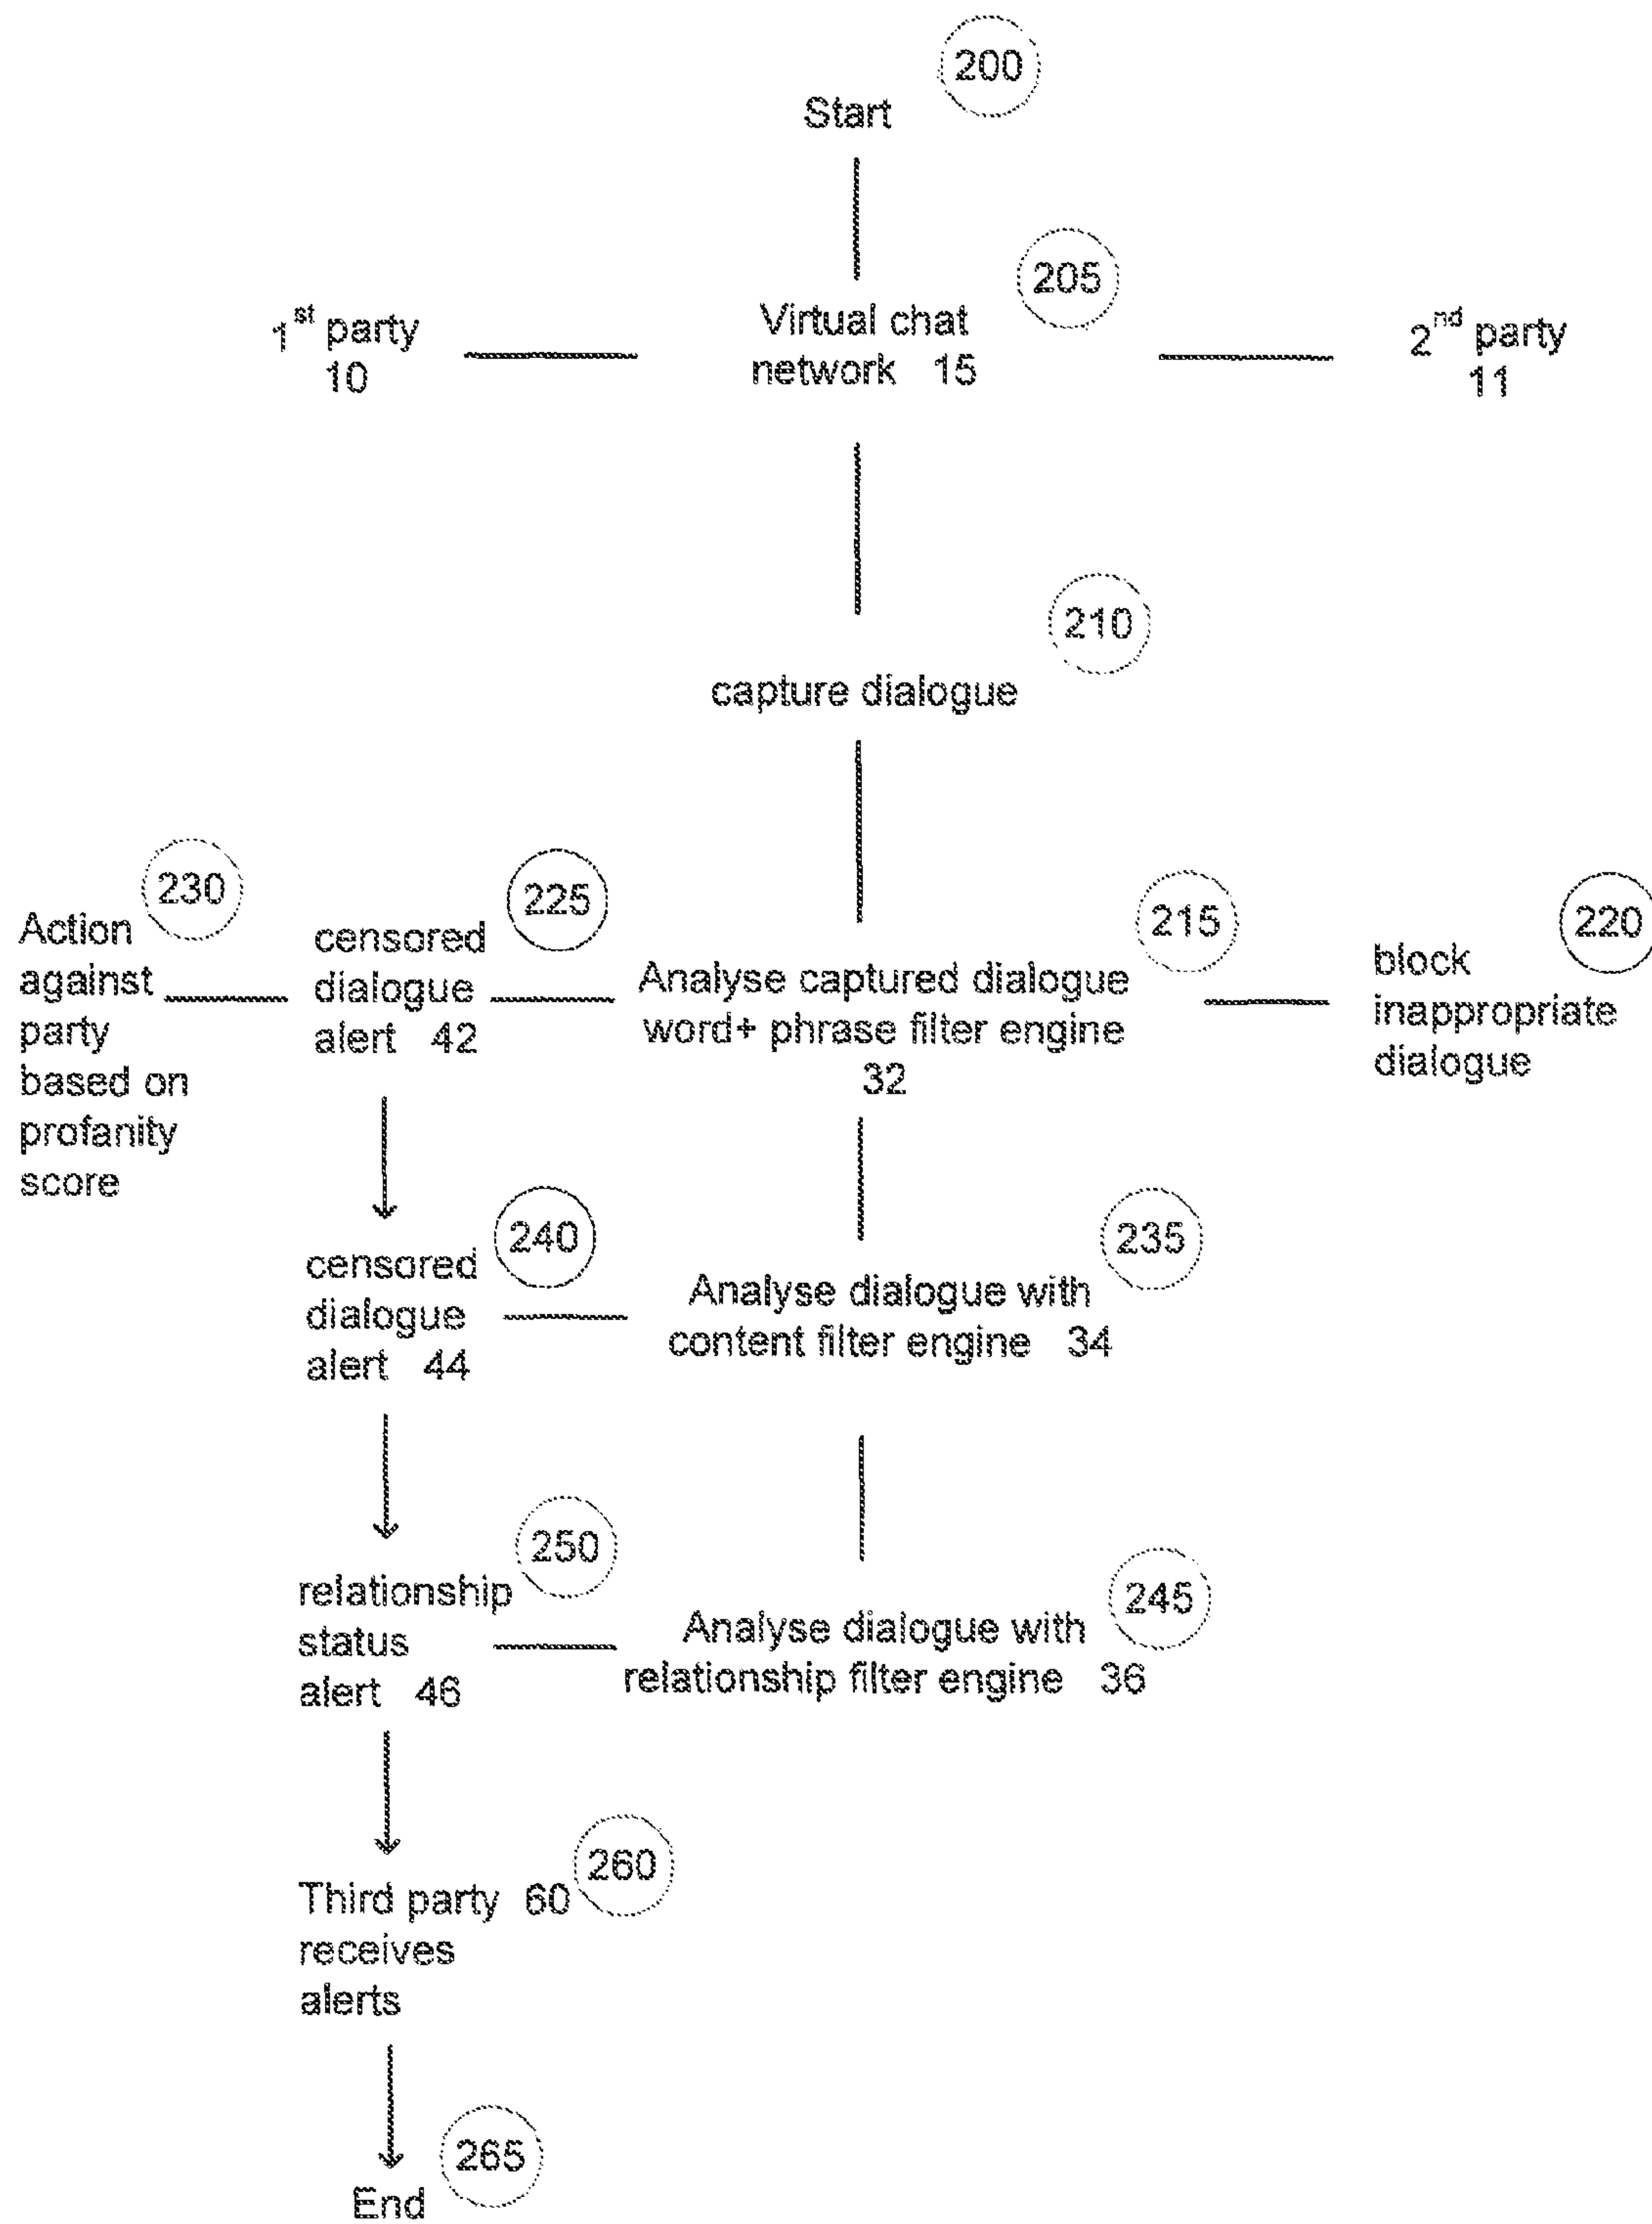 200
Start
205
1st party
10
Virtual chat
network 15
2nd party
11
210
capture dialogue
230
Action
against
party
based on
profanity
score
225
censored
dialogue
alert 42
215
Analyse captured dialogue
word+ phrase filter engine
32
220
block
inappropriate
dialogue
240
censored
dialogue
alert 44
235
Analyse dialogue with
content filter engine 34
250
relationship
status
alert 46
245
Analyse dialogue with
relationship filter engine 36
260
Third party 60
receives
alerts
265
End